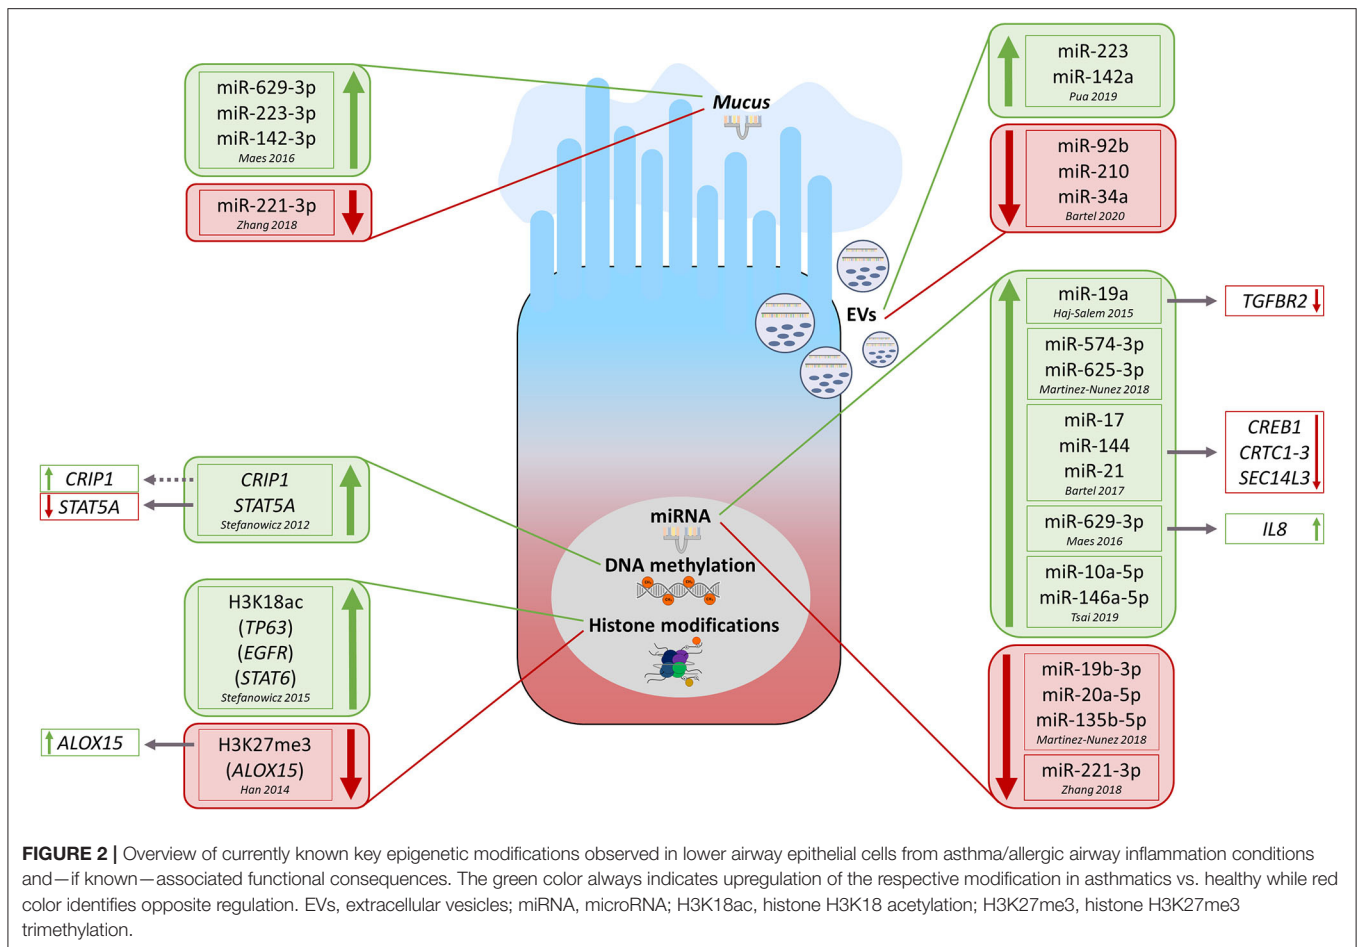 miR-629-3p
miR-223-3p
miR-142-3p
Maes 2016
miR-221-3p
Zhang 2018
Mucus
miR-223
miR-142a
Pua 2019
miR-92b
miR-210
miR-34a
Bartel 2020
EVs
miR-19a
Haj-Salem 2015
TGFBR2
miR-574-3p
miR-625-3p
Martinez-Nunez 2018
miR-17
miR-144
miR-21
Bartel 2017
CREB1
CRTC1-3
SEC14L3
miR-629-3p
Maes 2016
IL8
miR-10a-5p
miR-146a-5p
Tsai 2019
miR-19b-3p
miR-20a-5p
miR-135b-5p
Martinez-Nunez 2018
miR-221-3p
Zhang 2018
CRIP1
STAT5A
CRIP1
STAT5A
Stefanowicz 2012
H3K18ac
(TP63)
(EGFR)
(STAT6)
Stefanowicz 2015
ALOX15
H3K27me3
(ALOX15)
Han 2014
miRNA
DNA methylation
Histone modifications
FIGURE 2 | Overview of currently known key epigenetic modifications observed in lower airway epithelial cells from asthma/allergic airway inflammation conditions
and—if known—associated functional consequences. The green color always indicates upregulation of the respective modification in asthmatics vs. healthy while red
color identifies opposite regulation. EVs, extracellular vesicles; miRNA, microRNA; H3K18ac, histone H3K18 acetylation; H3K27me3, histone H3K27me3
trimethylation.